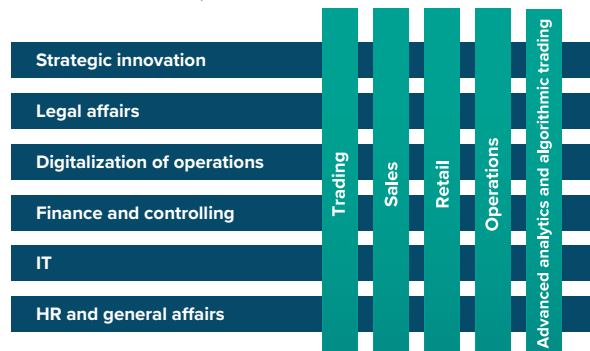 Strategic innovation
Legal affairs
Digitalization of operations
Finance and controlling
IT
HR and general affairs
Trading
Sales
Retail
Operations
Advanced analytics and algorithmic trading